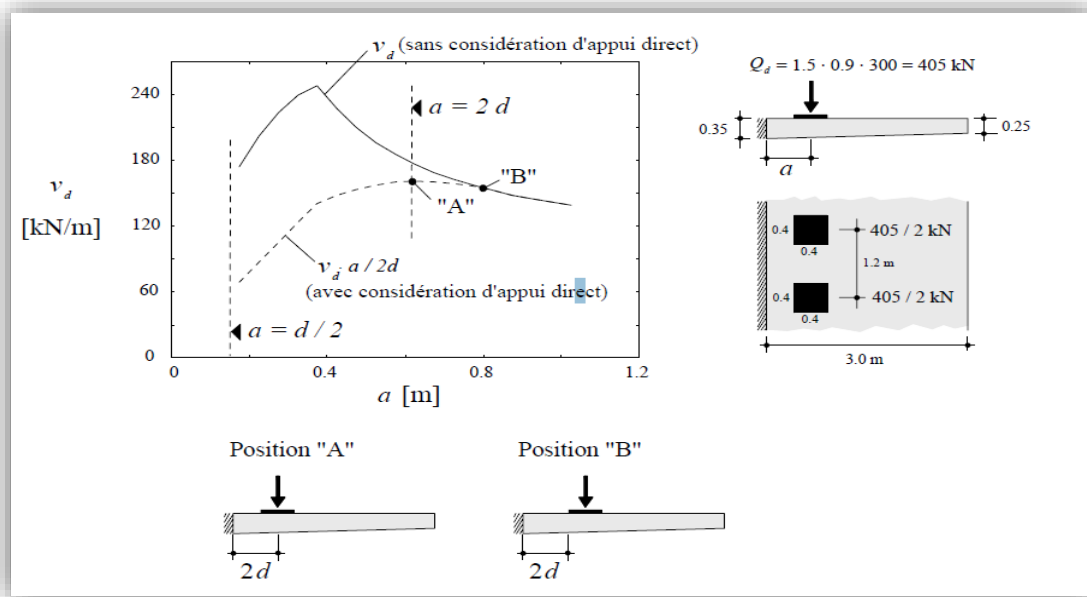 v_d (sans considération d'appui direct)
240
180
120
60
0
v_d
[kN/m]
a = 2 d
"B"
"A"
v_d a / 2d
(avec considération d'appui direct)
a = d / 2
0
0.4
0.8
1.2
a [m]
Q_d = 1.5 · 0.9 · 300 = 405 kN
0.35
0.25
a
0.4
0.4
405 / 2 kN
1.2 m
0.4
0.4
405 / 2 kN
3.0 m
Position "A"
2d
Position "B"
2d